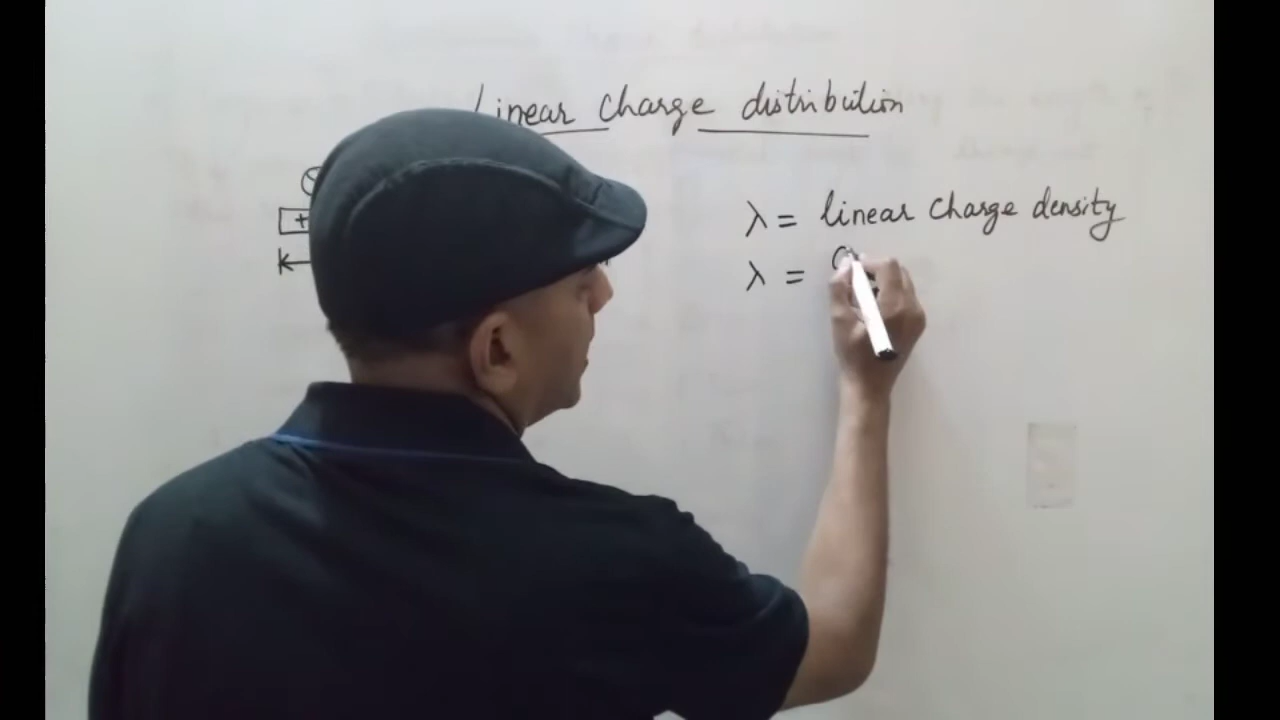 Linear Charge distribution
+
λ = linear Charge density
λ =